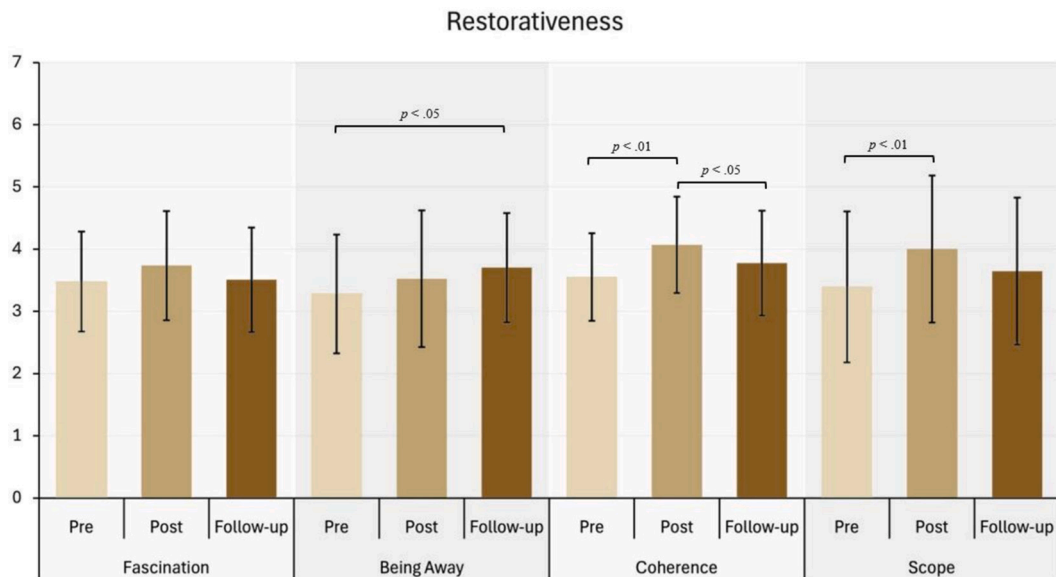 Restorativeness
7
6
5
4
3
2
1
0
p < .05
p < .01
p < .05
p < .01
Pre Post Follow-up Pre Post Follow-up Pre Post Follow-up Pre Post Follow-up
Fascination Being Away Coherence Scope